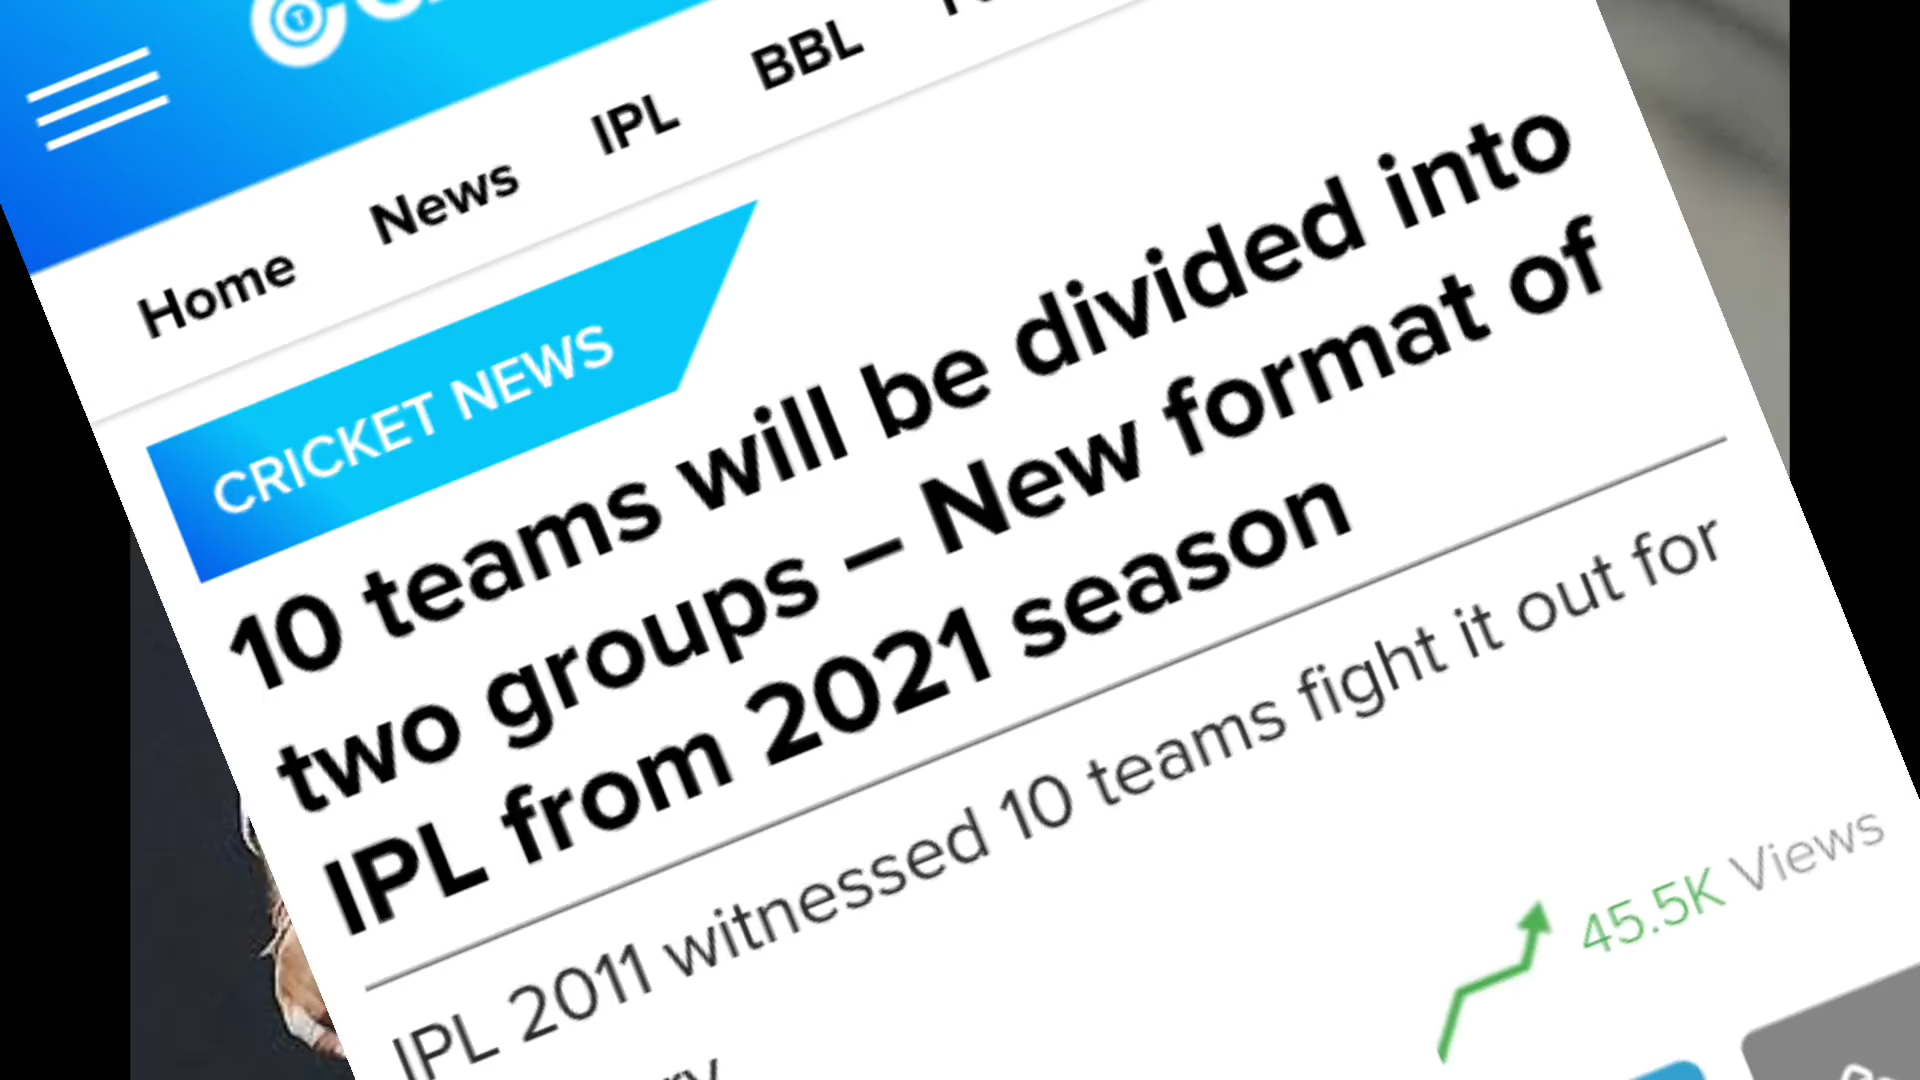 Home News IPL BBL
CRICKET NEWS
10 teams will be divided into
two groups – New format of
IPL from 2021 season
IPL 2011 witnessed 10 teams fight it out for
45.5K Views